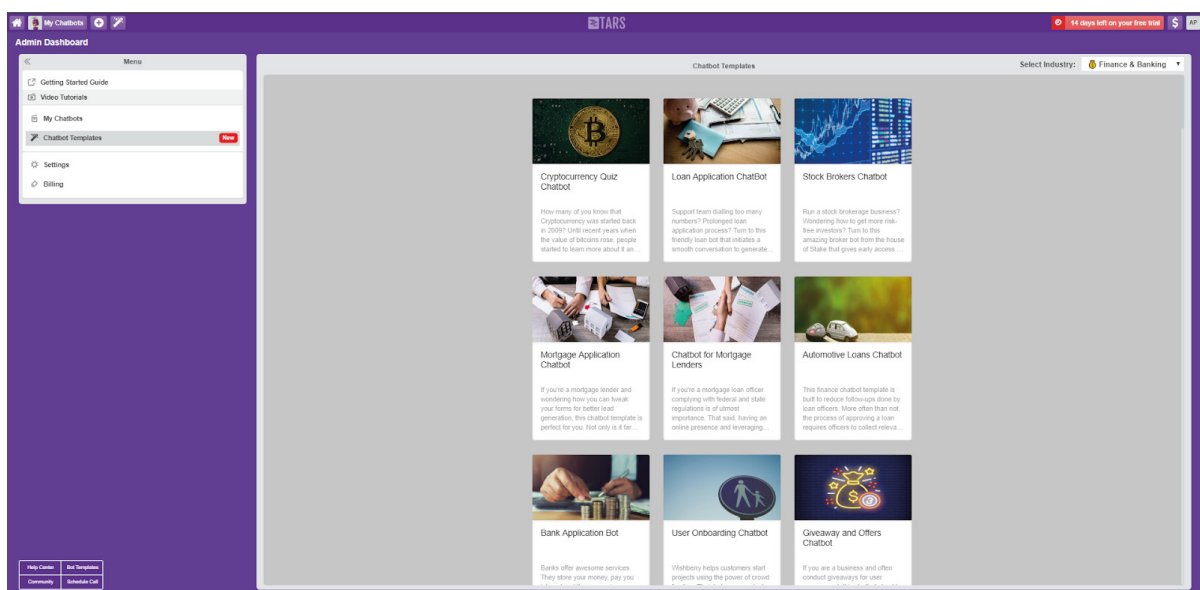 My Chatbots
TARS
14 days left on your free trial
$
AP
Admin Dashboard
Menu
Getting Started Guide
Video Tutorials
My Chatbots
Chatbot Templates
New
Settings
Billing
Chatbot Templates
Select Industry:
Finance & Banking
Cryptocurrency Quiz
Chatbot
How many of you know that
Cryptocurrency was started back
in 2009? Until recent years when
the value of bitcoins rose, people
started to learn more about it an...
Loan Application ChatBot
Support team dialling too many
numbers? Prolonged loan
application process? Turn to this
friendly loan bot that initiates a
smooth conversation to generate...
Stock Brokers Chatbot
Run a stock brokerage business?
Wondering how to get more risk-
free investors? Turn to this
amazing broker bot from the house
of Stake that gives early access ...
Mortgage Application
Chatbot
If you're a mortgage lender and
wondering how you can tweak
your forms for better lead
generation, this chatbot template is
perfect for you. Not only is it far...
Chatbot for Mortgage
Lenders
If you're a mortgage loan officer
complying with federal and state
regulations is of utmost
importance. That said, having an
online presence and leveraging...
Automotive Loans Chatbot
This finance chatbot template is
built to reduce follow-ups done by
loan officers. More often than not,
the process of approving a loan
requires officers to collect releva...
Bank Application Bot
Banks offer awesome services.
They store your money, pay you
User Onboarding Chatbot
Wishberry helps customers start
projects using the power of crowd
Giveaway and Offers
Chatbot
If you are a business and often
conduct giveaways for user
Help Center
Bot Templates
Community
Schedule Call